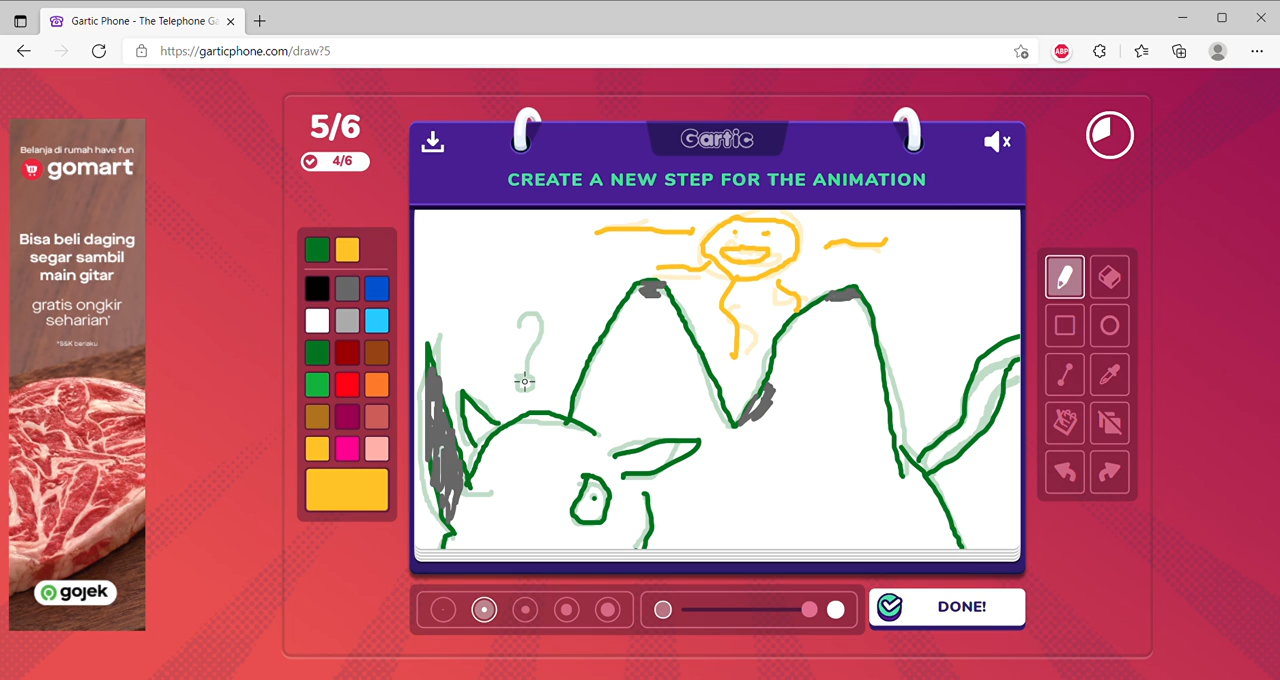 Gartic Phone - The Telephone Ga
https://garticphone.com/draw?5
ABP
Belanja di rumah have fun
gomart
Bisa beli daging
segar sambil
main gitar
gratis ongkir
seharian*
*S&K berlaku
gojek
5/6
4/6
Gartic
CREATE A NEW STEP FOR THE ANIMATION
?
DONE!